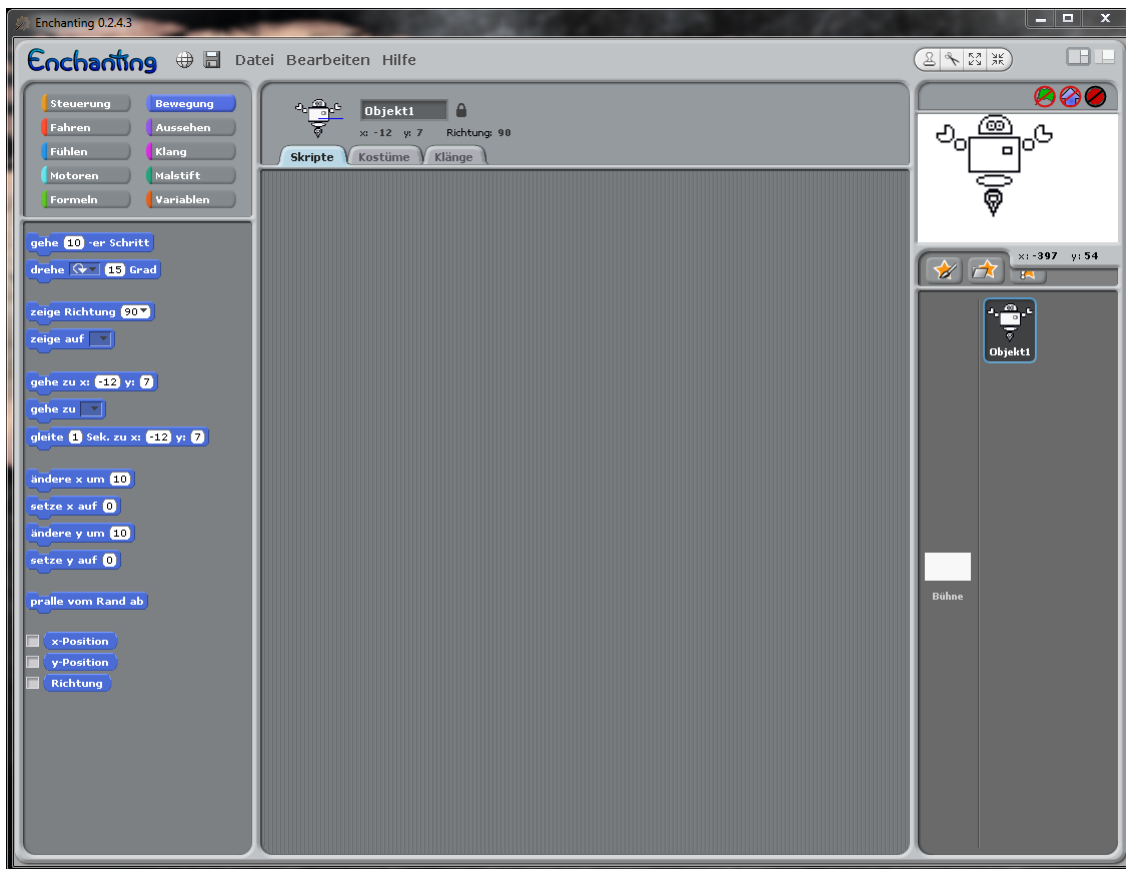 Enchanting 0.2.4.3
Enchanting Datei Bearbeiten Hilfe
Steuerung Bewegung
Fahren Aussehen
Fühlen Klang
Motoren Malstift
Formeln Variablen
Objekt1
x: -12 y: 7 Richtung: 90
Skripte Kostüme Klänge
gehe 10 -er Schritt
drehe 15 Grad
zeige Richtung 90
zeige auf
gehe zu x: -12 y: 7
gehe zu
gleite 1 Sek. zu x: -12 y: 7
ändere x um 10
setze x auf 0
ändere y um 10
setze y auf 0
pralle vom Rand ab
x-Position
y-Position
Richtung
x: -397 y: 54
Objekt1
Bühne